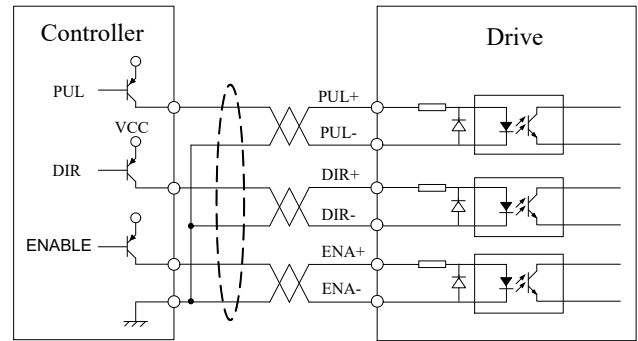 Controller
Drive
PUL
PUL+
PUL-
VCC
DIR
DIR+
DIR-
ENABLE
ENA+
ENA-